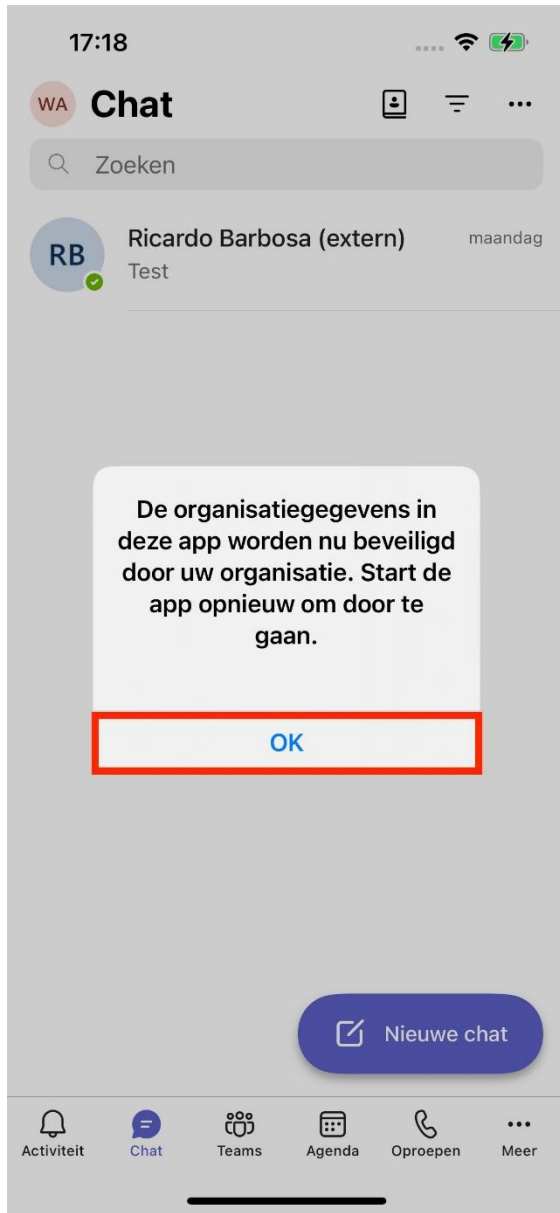 17:18
WA Chat
Zoeken
Ricardo Barbosa (extern) maandag
RB
Test
De organisatiegegevens in
deze app worden nu beveiligd
door uw organisatie. Start de
app opnieuw om door te
gaan.
OK
Nieuwe chat
Activiteit Chat Teams Agenda Oproepen Meer